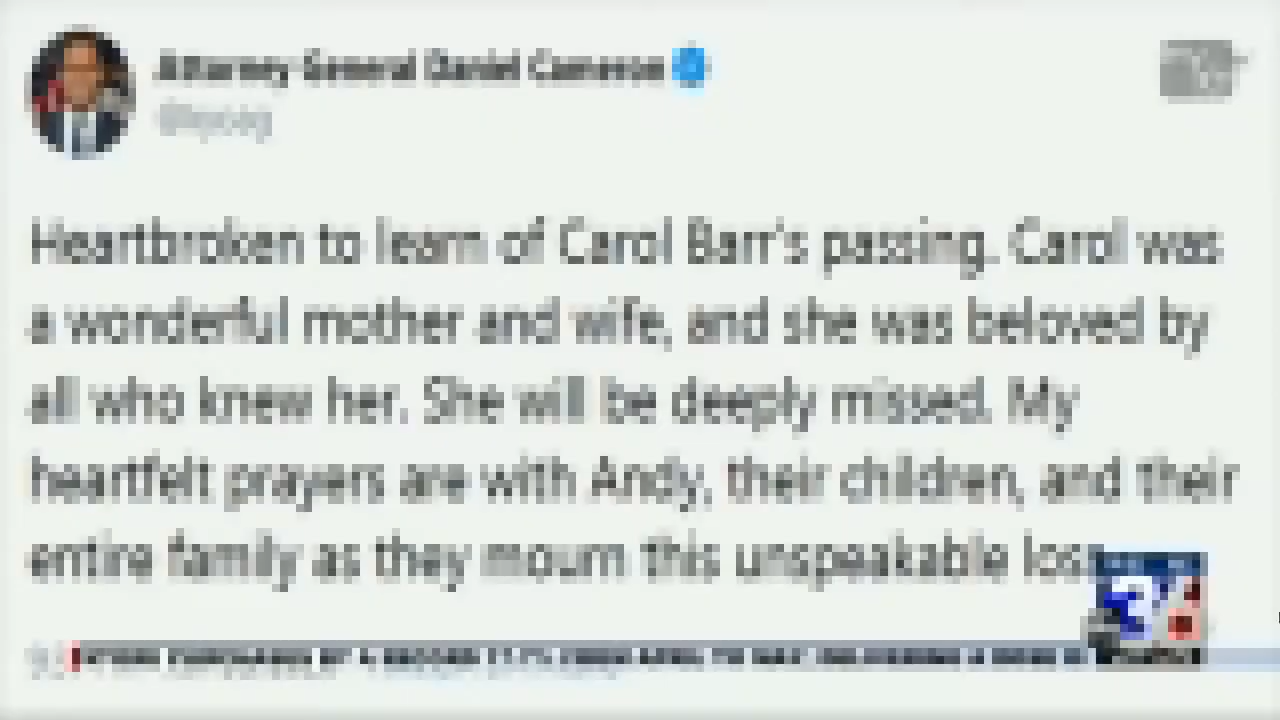 Attorney General Daniel Cameron
@kyoag
Heartbroken to learn of Carol Barr's passing. Carol was
a wonderful mother and wife, and she was beloved by
all who knew her. She will be deeply missed. My
heartfelt prayers are with Andy, their children, and their
entire family as they mourn this unspeakable